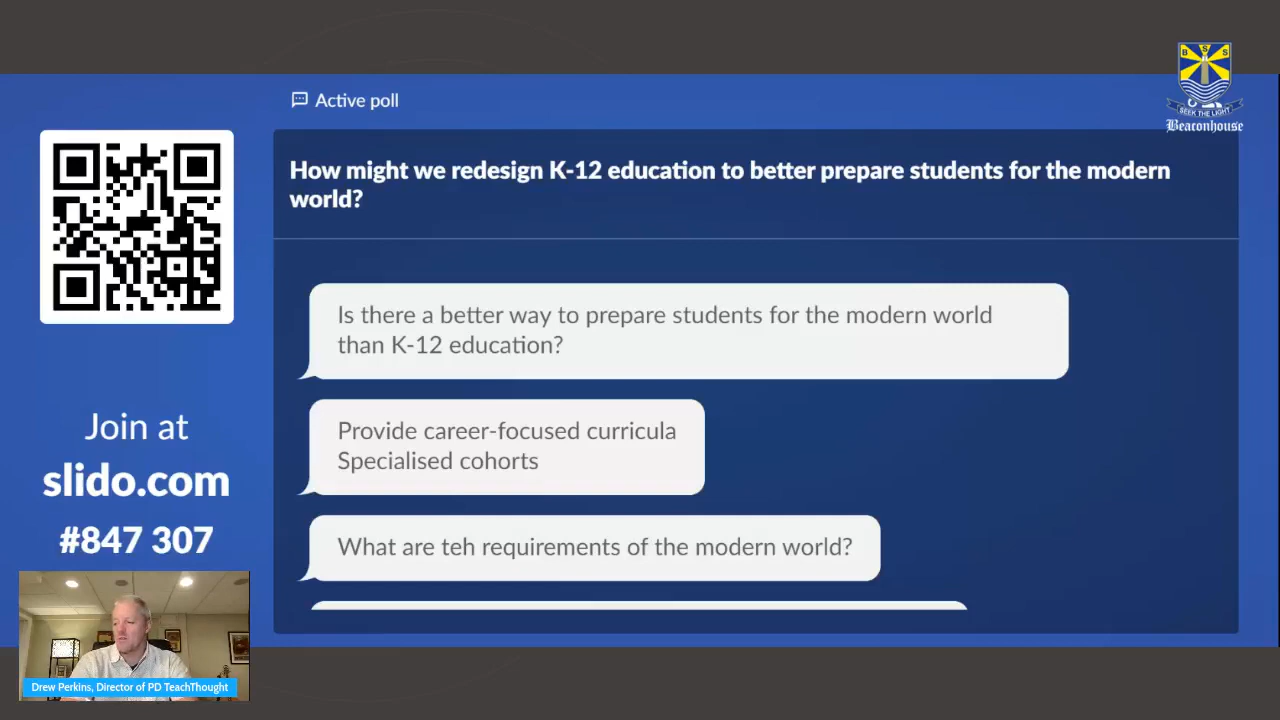 B S S
SEEK THE LIGHT
Beaconhouse
Active poll
How might we redesign K-12 education to better prepare students for the modern
world?
Is there a better way to prepare students for the modern world
than K-12 education?
Provide career-focused curricula
Specialised cohorts
What are teh requirements of the modern world?
Join at
slido.com
#847 307
Drew Perkins, Director of PD TeachThought